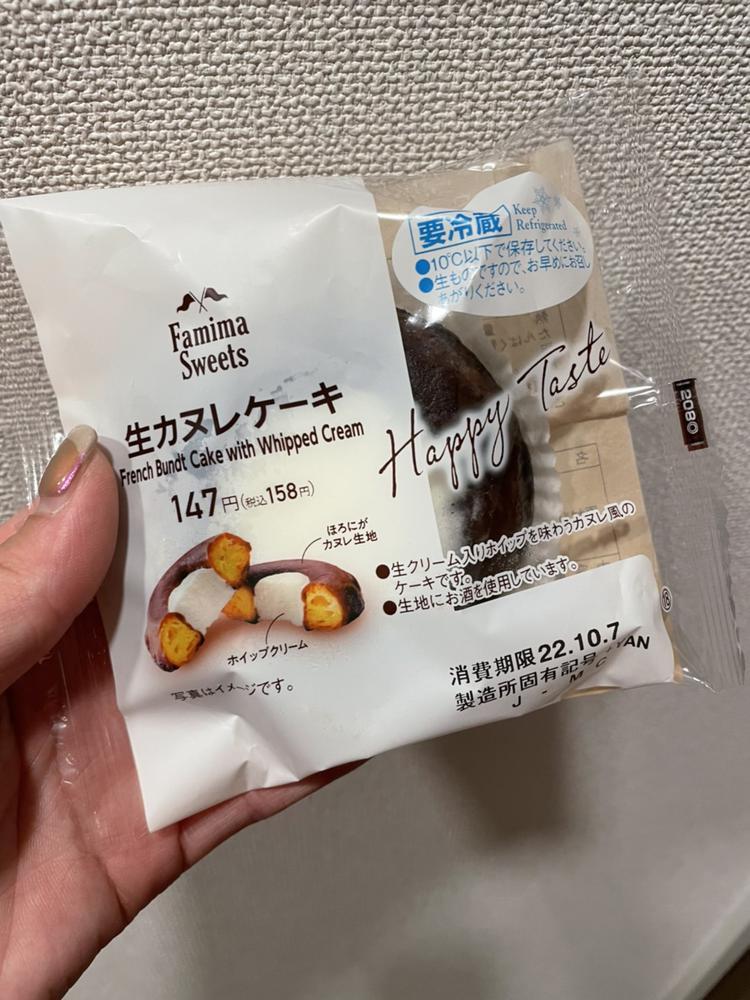 要冷蔵
Keep
Refrigerated
●10℃以下で保存してください。
●生ものですので、お早めにお召し
あがりください。
Famima
Sweets
生カヌレケーキ
French Bundt Cake with Whipped Cream
147円(税込158円)
Happy Taste
2080
ほろにが
カヌレ生地
ホイップクリーム
写真はイメージです。
●生クリーム入りホイップを味わうカヌレ風の
ケーキです。
●生地にお酒を使用しています。
消費期限22.10.7
製造所固有記号 YAN
J . M C